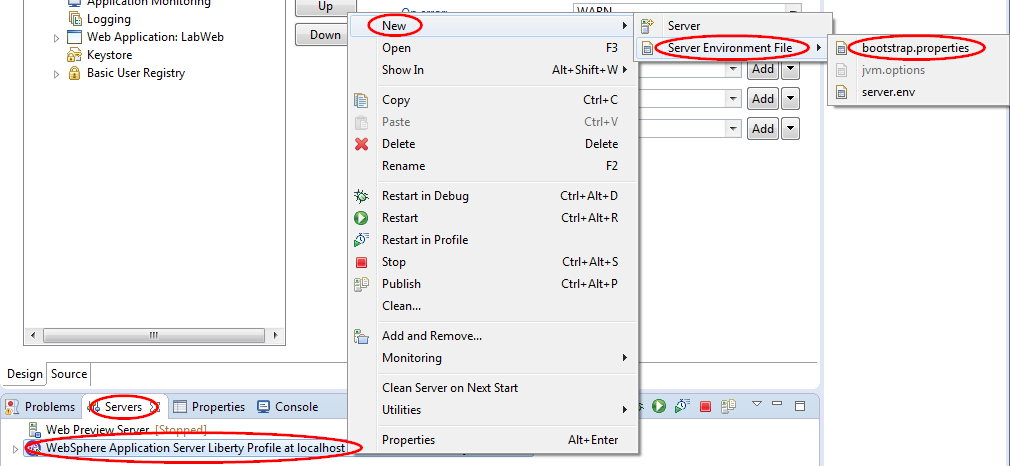 Application Monitoring
Logging
Web Application: LabWeb
Keystore
Basic User Registry
Up
Down
On error:
WARN
Add
Add
Add
New
Open F3
Show In Alt+Shift+W
Copy Ctrl+C
Paste Ctrl+V
Delete Delete
Rename F2
Restart in Debug Ctrl+Alt+D
Restart Ctrl+Alt+R
Restart in Profile
Stop Ctrl+Alt+S
Publish Ctrl+Alt+P
Clean...
Add and Remove...
Monitoring
Clean Server on Next Start
Utilities
Properties Alt+Enter
Server
Server Environment File
bootstrap.properties
jvm.options
server.env
Design Source
Problems Servers Properties Console
Web Preview Server [Stopped]
WebSphere Application Server Liberty Profile at localhost